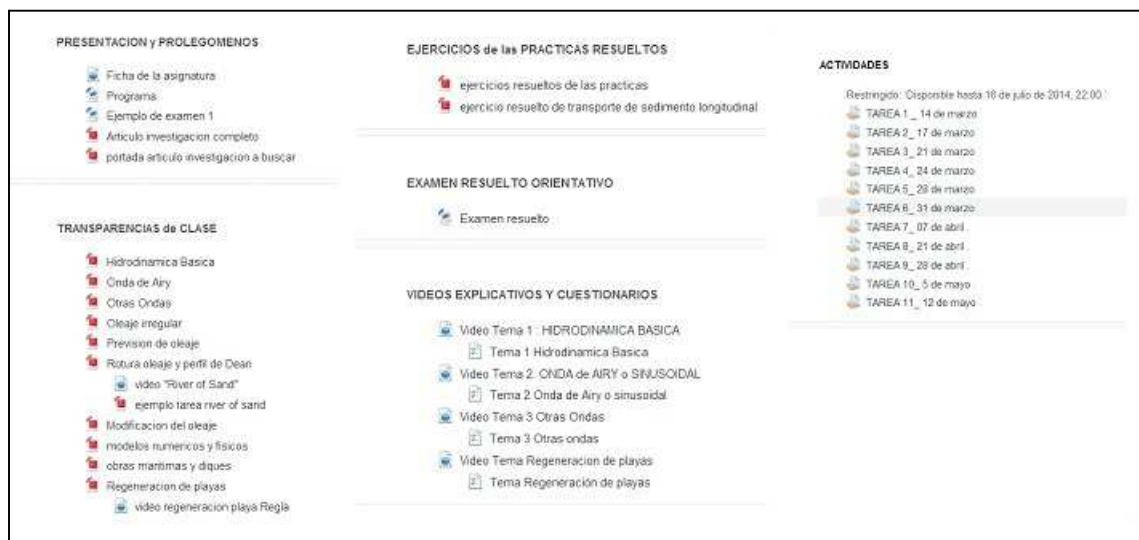 PRESENTACION y PROLEGOMENOS
Ficha de la asignatura
Programa
Ejemplo de examen 1
Articulo investigacion completo
portada articulo investigacion a buscar
TRANSPARENCIAS de CLASE
Hidrodinamica Basica
Onda de Airy
Otras Ondas
Oleaje irregular
Prevision de oleaje
Rotura oleaje y perfil de Dean
video "River of Sand"
ejemplo tarea river of sand
Modificacion del oleaje
modelos numericos y fisicos
obras maritimas y diques
Regeneracion de playas
video regeneracion playa Regla
EJERCICIOS de las PRACTICAS RESUELTOS
ejercicios resueltos de las practicas
ejercicio resuelto de transporte de sedimento longitudinal
EXAMEN RESUELTO ORIENTATIVO
Examen resuelto
VIDEOS EXPLICATIVOS Y CUESTIONARIOS
Video Tema 1 : HIDRODINAMICA BASICA
Tema 1 Hidrodinamica Basica
Video Tema 2. ONDA de AIRY o SINUSOIDAL
Tema 2 Onda de Airy o sinusoidal
Video Tema 3 Otras Ondas
Tema 3 Otras ondas
Video Tema Regeneracion de playas
Tema Regeneración de playas
ACTIVIDADES
Restringido: Disponible hasta 16 de julio de 2014, 22:00.
TAREA 1_ 14 de marzo
TAREA 2_ 17 de marzo
TAREA 3_ 21 de marzo
TAREA 4_ 24 de marzo
TAREA 5_ 28 de marzo
TAREA 6_ 31 de marzo
TAREA 7_ 07 de abril .
TAREA 8_ 21 de abril .
TAREA 9_ 28 de abril .
TAREA 10_ 5 de mayo
TAREA 11_ 12 de mayo